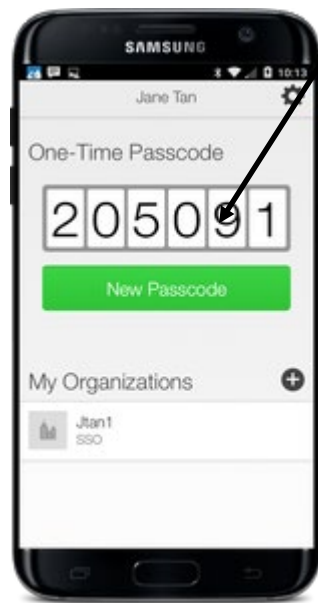 SAMSUNG
10:13
Jane Tan
One-Time Passcode
205091
New Passcode
My Organizations
Jtan1
SSO